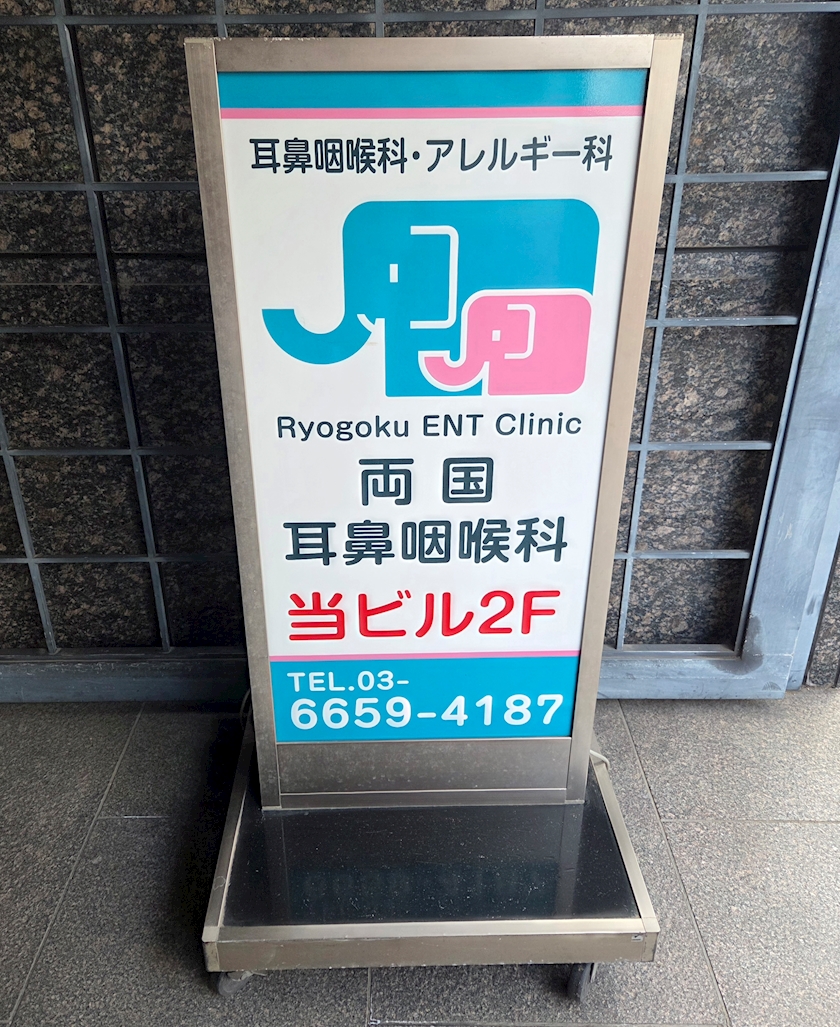 耳鼻咽喉科・アレルギー科
Ryogoku ENT Clinic
両国
耳鼻咽喉科
当ビル2F
TEL.03-
6659-4187